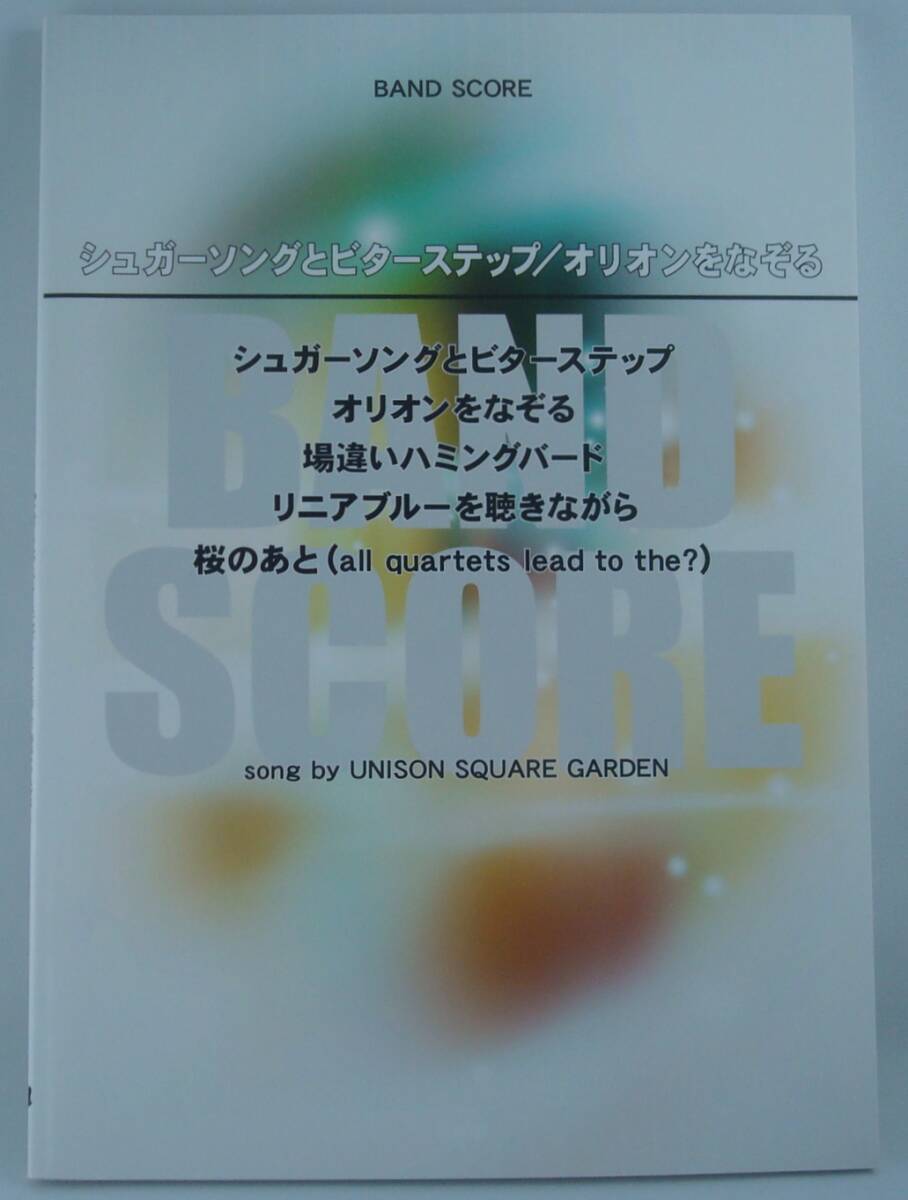 BAND SCORE
シュガーソングとビターステップ/オリオンをなぞる
BAND
シュガーソングとビターステップ
オリオンをなぞる
場違いハミングバード
リニアブルーを聴きながら
SCORE
桜のあと(all quartets lead to the?)
song by UNISON SQUARE GARDEN